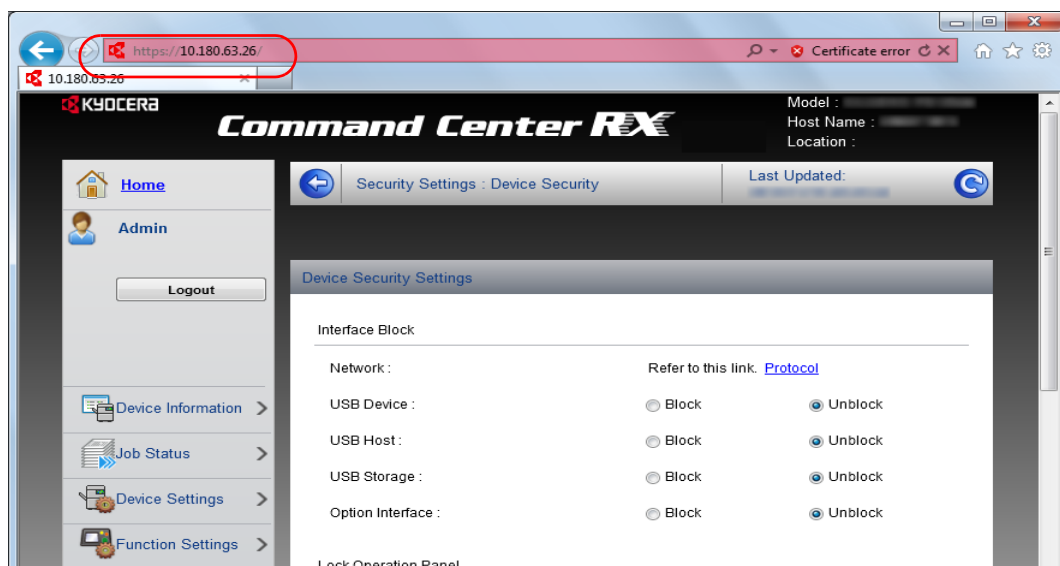 https://10.180.63.26/
Certificate error
10.180.63.26
KYOCERA
Command Center RX
Model :
Host Name :
Location :
Home
Security Settings : Device Security
Last Updated:
Admin
Logout
Device Security Settings
Interface Block
Network :
Refer to this link. Protocol
USB Device :
Block
Unblock
USB Host :
Block
Unblock
USB Storage :
Block
Unblock
Option Interface :
Block
Unblock
Device Information
Job Status
Device Settings
Function Settings
Lock Operation Panel